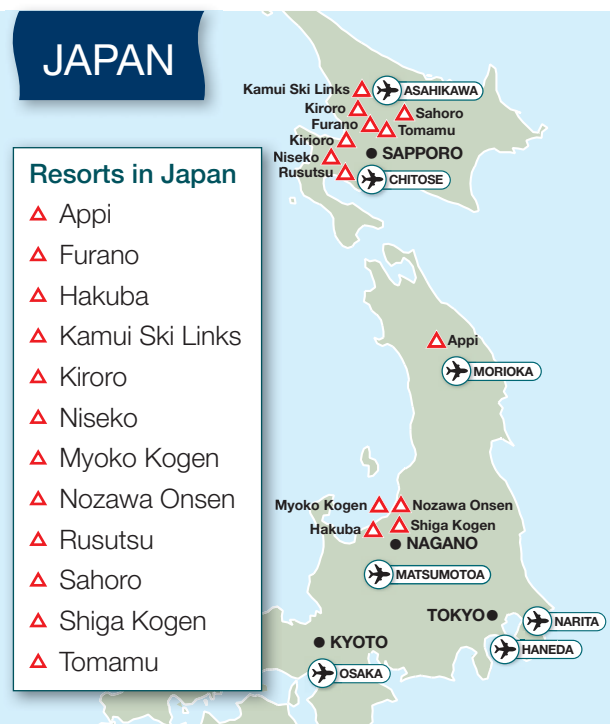 JAPAN
Resorts in Japan
Appi
Furano
Hakuba
Kamui Ski Links
Kiroro
Niseko
Myoko Kogen
Nozawa Onsen
Rusutsu
Sahoro
Shiga Kogen
Tomamu
Kamui Ski Links
ASAHIKAWA
Kiroro
Sahoro
Furano
Tomamu
Kirioro
Niseko
SAPPORO
Rusutsu
CHITOSE
Appi
MORIOKA
Myoko Kogen
Nozawa Onsen
Hakuba
Shiga Kogen
NAGANO
MATSUMOTOA
TOKYO
NARITA
KYOTO
HANEDA
OSAKA